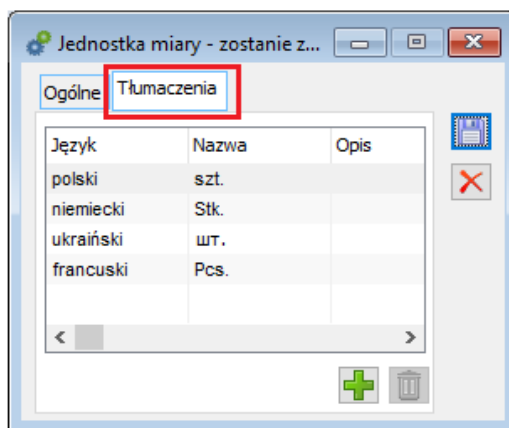 Jednostka miary - zostanie z...
Ogólne Tłumaczenia
Język Nazwa Opis
polski szt.
niemiecki Stk.
ukraiński шт.
francuski Pcs.